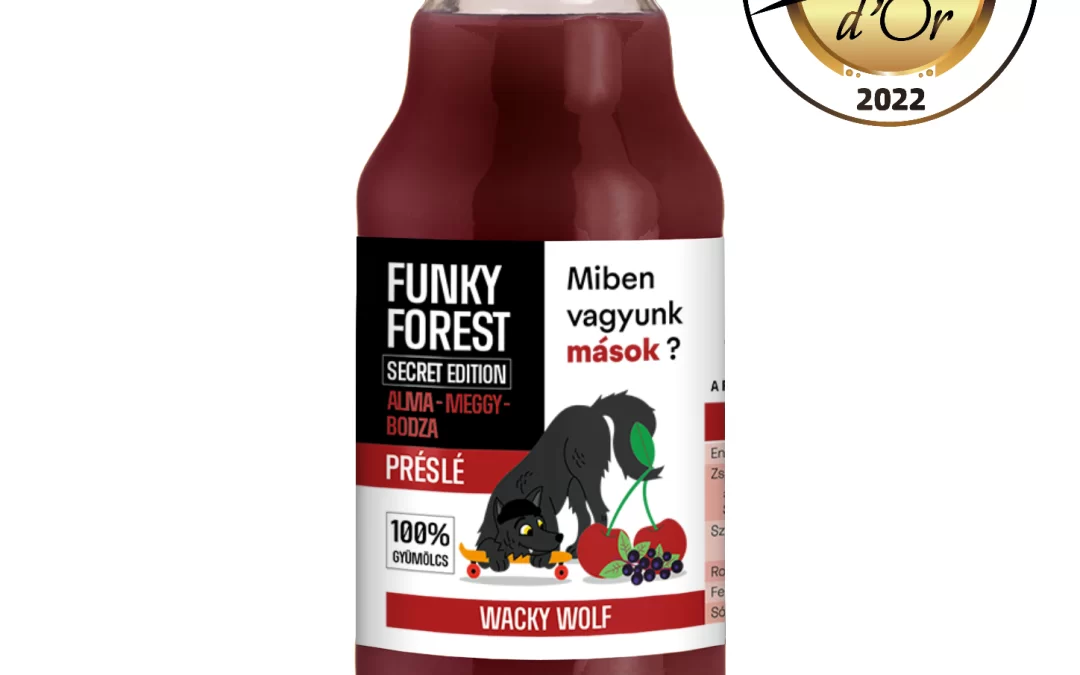 d'Or
2022
FUNKY
FOREST
SECRET EDITION
ALMA - MEGGY -
BODZA
PRÉSLÉ
100%
GYÜMÖLCS
Miben
vagyunk
mások ?
WACKY WOLF